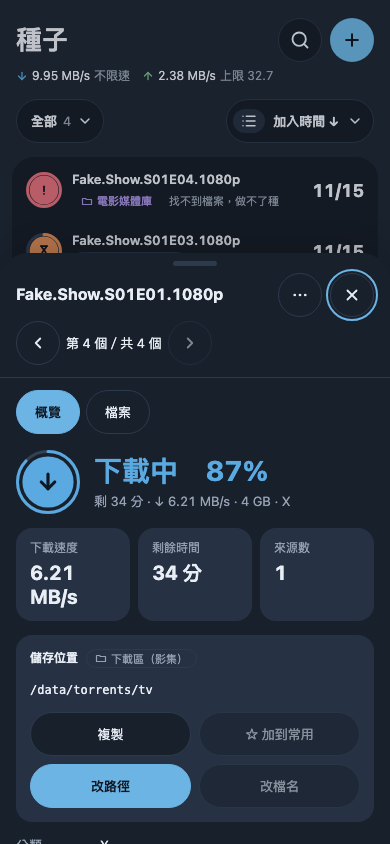 種子
↓ 9.95 MB/s 不限速 ↑ 2.38 MB/s 上限 32.7
全部 4
加入時間 ↓
Fake.Show.S01E04.1080p
電影媒體庫 找不到檔案，做不了種
11/15
Fake.Show.S01E03.1080p
11/15
Fake.Show.S01E01.1080p
第 4 個 / 共 4 個
概覽 檔案
下載中 87%
剩 34 分 · ↓ 6.21 MB/s · 4 GB · X
下載速度
6.21 MB/s
剩餘時間
34 分
來源數
1
儲存位置 下載區（影集）
/data/torrents/tv
複製 ☆ 加到常用
改路徑 改檔名